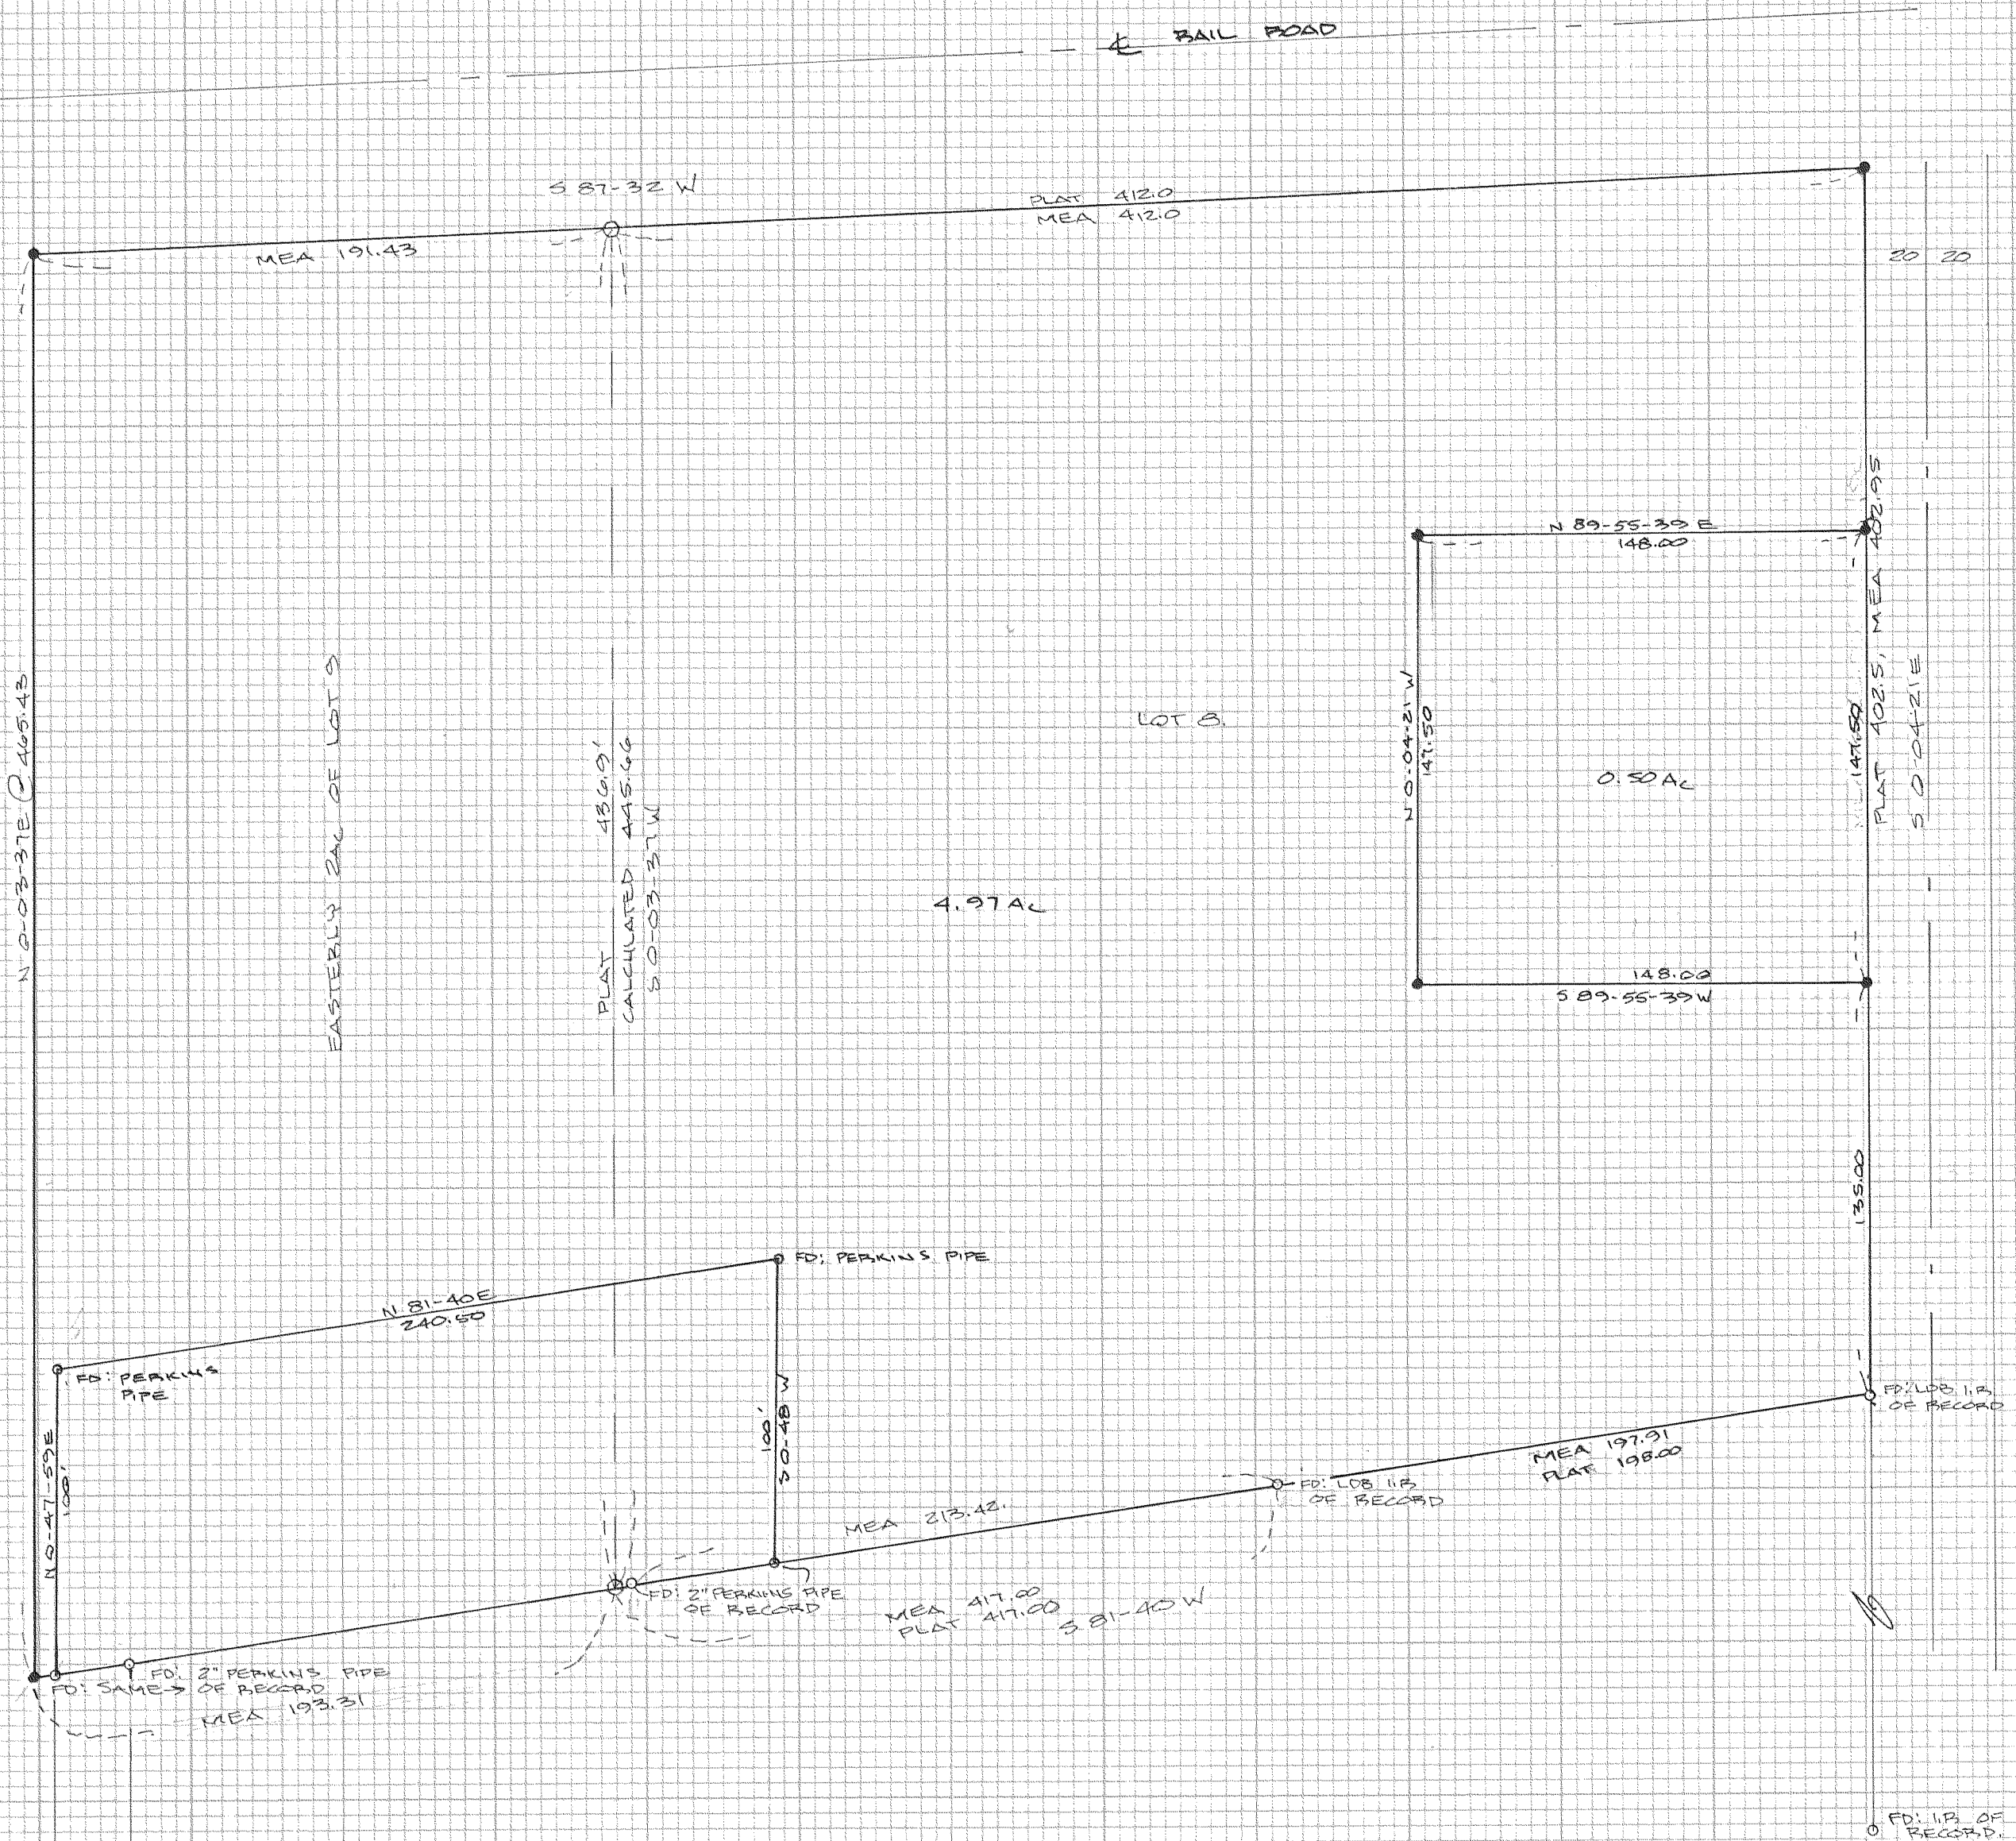 ℄ RAIL ROAD
S 87-32 W
PLAT 412.0
MEA 412.0
MEA 191.43
20 20
N 89-55-39 E
148.00
PLAT 402.5, MEA 402.95
S 0-04-21 E
N 0-04-21 W
147.50
147.50
LOT 8.
0.50 Ac
N 0-03-37E @ 465.43
EASTERLY 2Ac OF LOT 9
PLAT 436.9'
CALCULATED 445.66
S 0-03-37 W
4.97 Ac
148.00
S 89-55-39 W
135.00
FD: PERKINS PIPE
N 81-40 E
240.50
FD: PERKINS
PIPE
N 0-47-59E
100'
100'
S 0-48 W
FD: LDB I.R.
OF RECORD
MEA 197.91
PLAT 198.00
FD: LDB I.R.
OF RECORD
MEA 213.42
FD: 2" PERKINS PIPE
OF RECORD
MEA 417.00
PLAT 417.00
S 81-40 W
FD: 2" PERKINS PIPE
OF RECORD
FD: SAME→
MEA 193.31
N
FD: I.R. OF
RECORD.